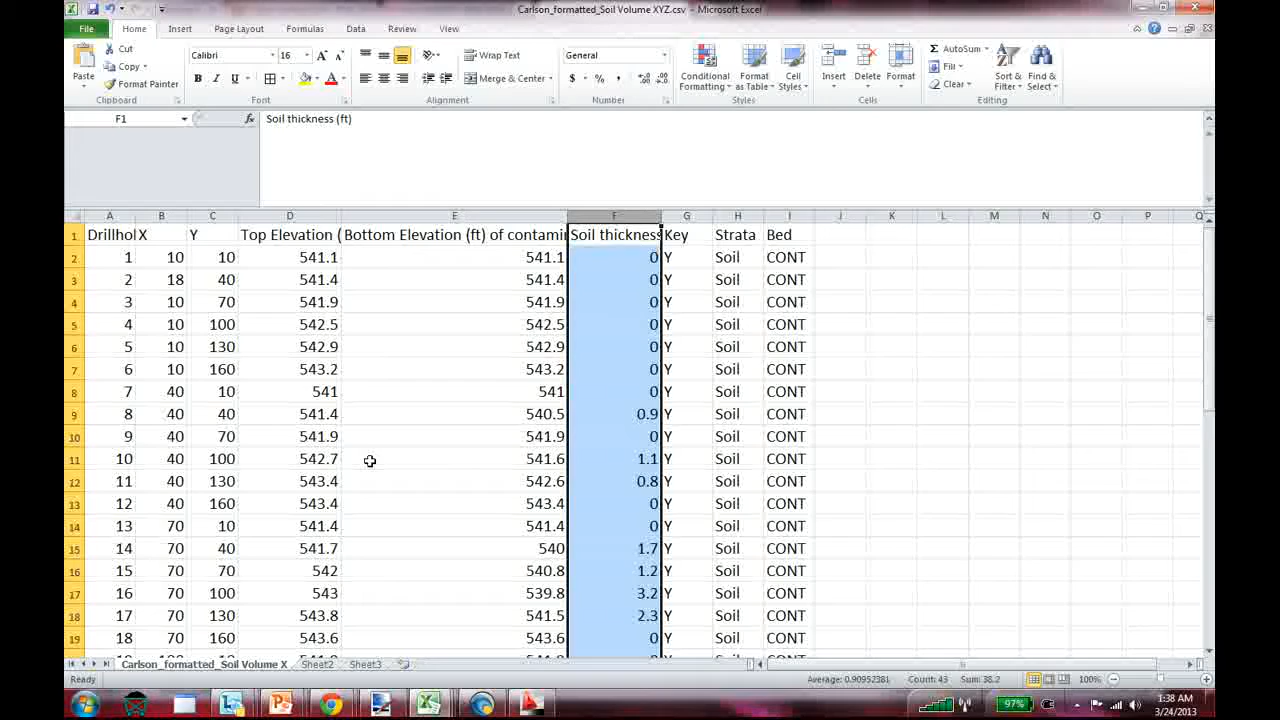 Carlson_formatted_Soil Volume XYZ.csv - Microsoft Excel
File Home Insert Page Layout Formulas Data Review View
Cut
Copy
Format Painter
Paste
Clipboard
Calibri 16
B I U
Font
Wrap Text
Merge & Center
Alignment
General
$ % ,
Number
Conditional Formatting
Format as Table
Cell Styles
Styles
Insert Delete Format
Cells
AutoSum
Fill
Clear
Sort & Filter
Find & Select
Editing
F1 fx Soil thickness (ft)
A B C D E F G H I J K L M N O P Q
1 Drillhol X Y Top Elevation ( Bottom Elevation (ft) of contamin Soil thickness Key Strata Bed
2 1 10 10 541.1 541.1 0 Y Soil CONT
3 2 18 40 541.4 541.4 0 Y Soil CONT
4 3 10 70 541.9 541.9 0 Y Soil CONT
5 4 10 100 542.5 542.5 0 Y Soil CONT
6 5 10 130 542.9 542.9 0 Y Soil CONT
7 6 10 160 543.2 543.2 0 Y Soil CONT
8 7 40 10 541 541 0 Y Soil CONT
9 8 40 40 541.4 540.5 0.9 Y Soil CONT
10 9 40 70 541.9 541.9 0 Y Soil CONT
11 10 40 100 542.7 541.6 1.1 Y Soil CONT
12 11 40 130 543.4 542.6 0.8 Y Soil CONT
13 12 40 160 543.4 543.4 0 Y Soil CONT
14 13 70 10 541.4 541.4 0 Y Soil CONT
15 14 70 40 541.7 540 1.7 Y Soil CONT
16 15 70 70 542 540.8 1.2 Y Soil CONT
17 16 70 100 543 539.8 3.2 Y Soil CONT
18 17 70 130 543.8 541.5 2.3 Y Soil CONT
19 18 70 160 543.6 543.6 0 Y Soil CONT
Carlson_formatted_Soil Volume X Sheet2 Sheet3
Ready Average: 0.90952381 Count: 43 Sum: 38.2 100%
97% 1:38 AM
3/24/2013